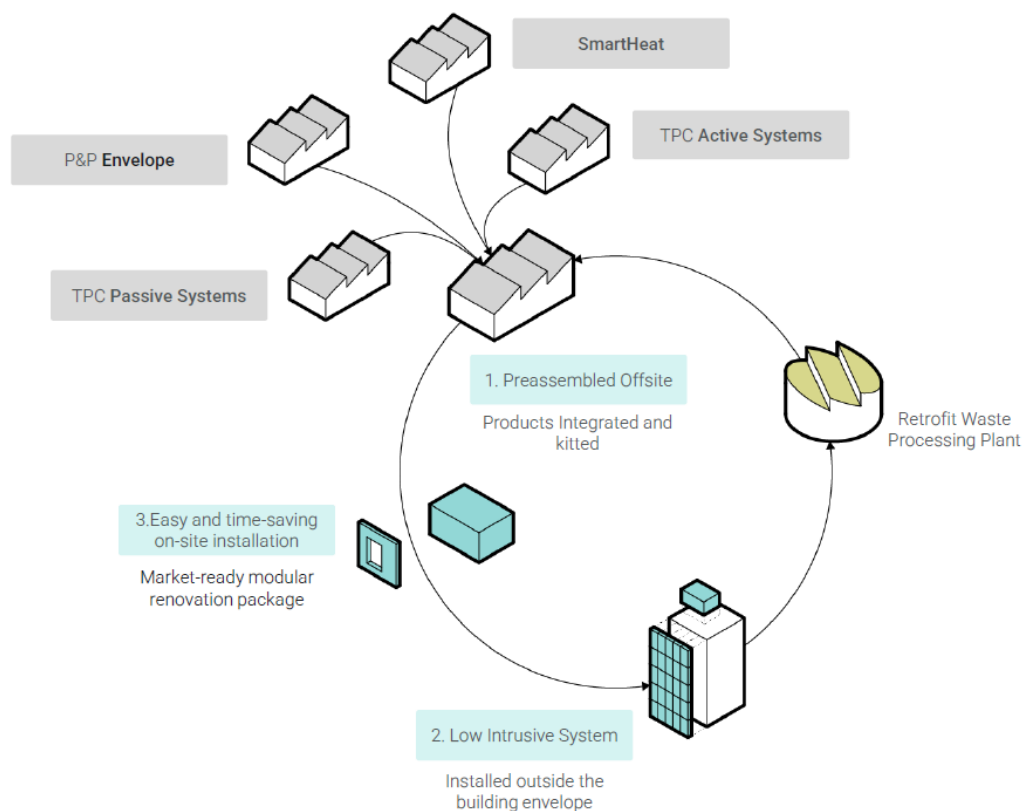 SmartHeat
TPC Active Systems
P&P Envelope
TPC Passive Systems
1. Preassembled Offsite
Products Integrated and
kitted
Retrofit Waste
Processing Plant
3.Easy and time-saving
on-site installation
Market-ready modular
renovation package
2. Low Intrusive System
Installed outside the
building envelope